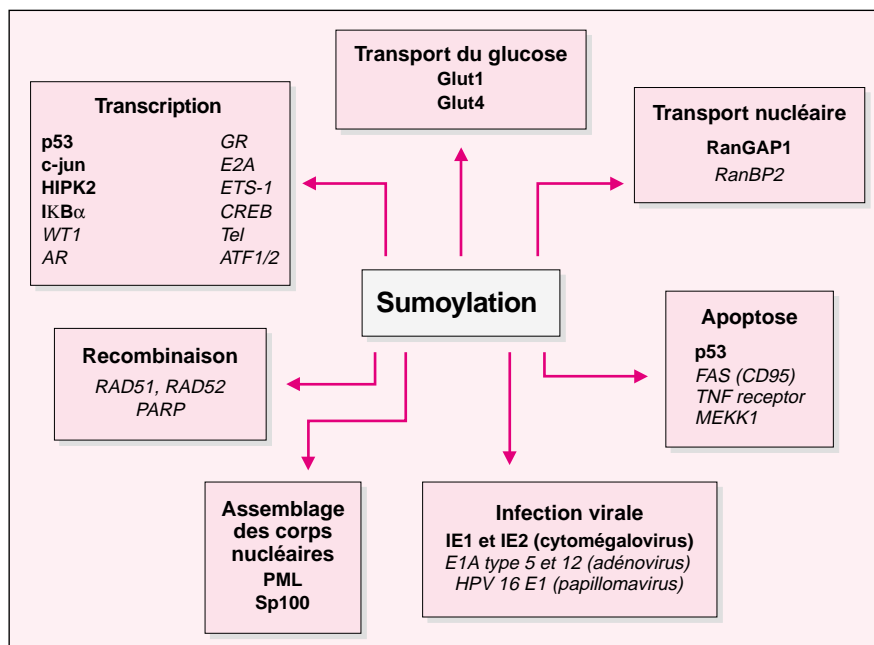 Transport du glucose
Glut1
Glut4
Transcription
p53 GR
c-jun E2A
HIPK2 ETS-1
IKBα CREB
WT1 Tel
AR ATF1/2
Transport nucléaire
RanGAP1
RanBP2
Sumoylation
Recombinaison
RAD51, RAD52
PARP
Apoptose
p53
FAS (CD95)
TNF receptor
MEKK1
Assemblage
des corps
nucléaires
PML
Sp100
Infection virale
IE1 et IE2 (cytomégalovirus)
E1A type 5 et 12 (adénovirus)
HPV 16 E1 (papillomavirus)